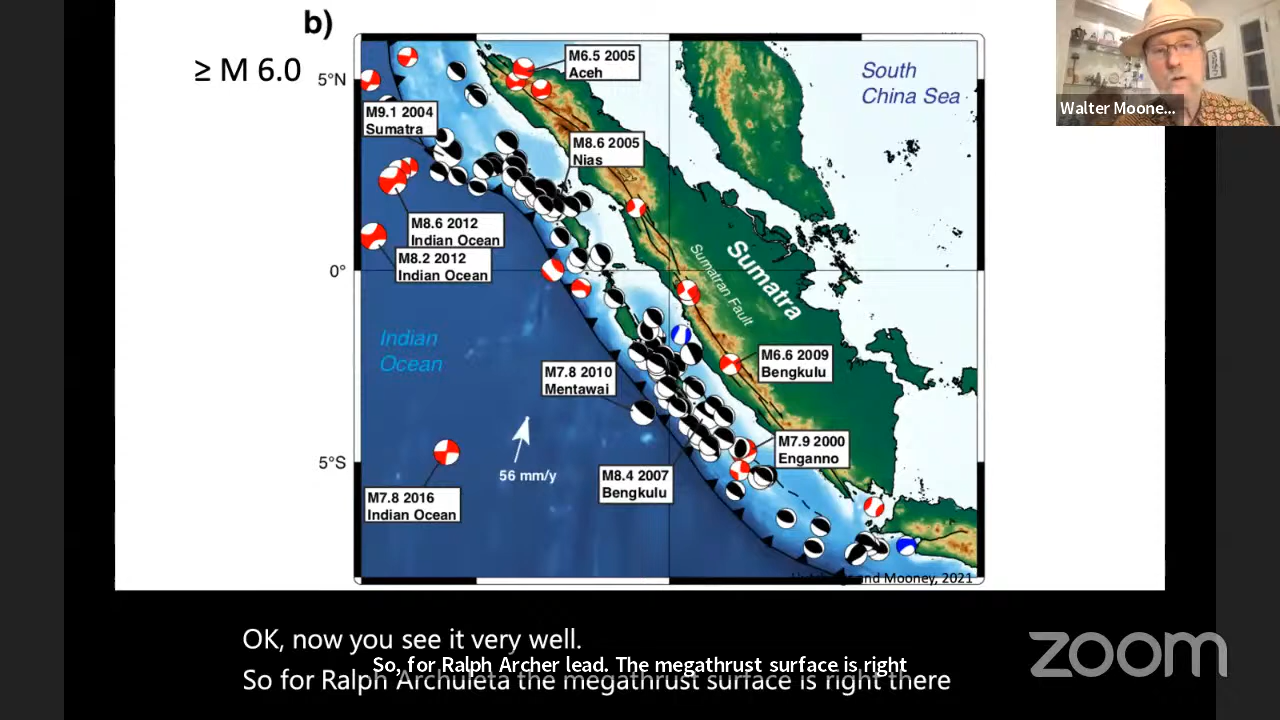 b)
≥ M 6.0
5°N
0°
5°S
M6.5 2005
Aceh
South
China Sea
M9.1 2004
Sumatra
M8.6 2005
Nias
M8.6 2012
Indian Ocean
M8.2 2012
Indian Ocean
Sumatra
Sumatran Fault
Indian
Ocean
M7.8 2010
Mentawai
M6.6 2009
Bengkulu
56 mm/y
M7.9 2000
Enganno
M8.4 2007
Bengkulu
M7.8 2016
Indian Ocean
and Mooney, 2021
Walter Moone...
OK, now you see it very well.
So, for Ralph Archer lead. The megathrust surface is right
So for Ralph Archuleta the megathrust surface is right there
zoom